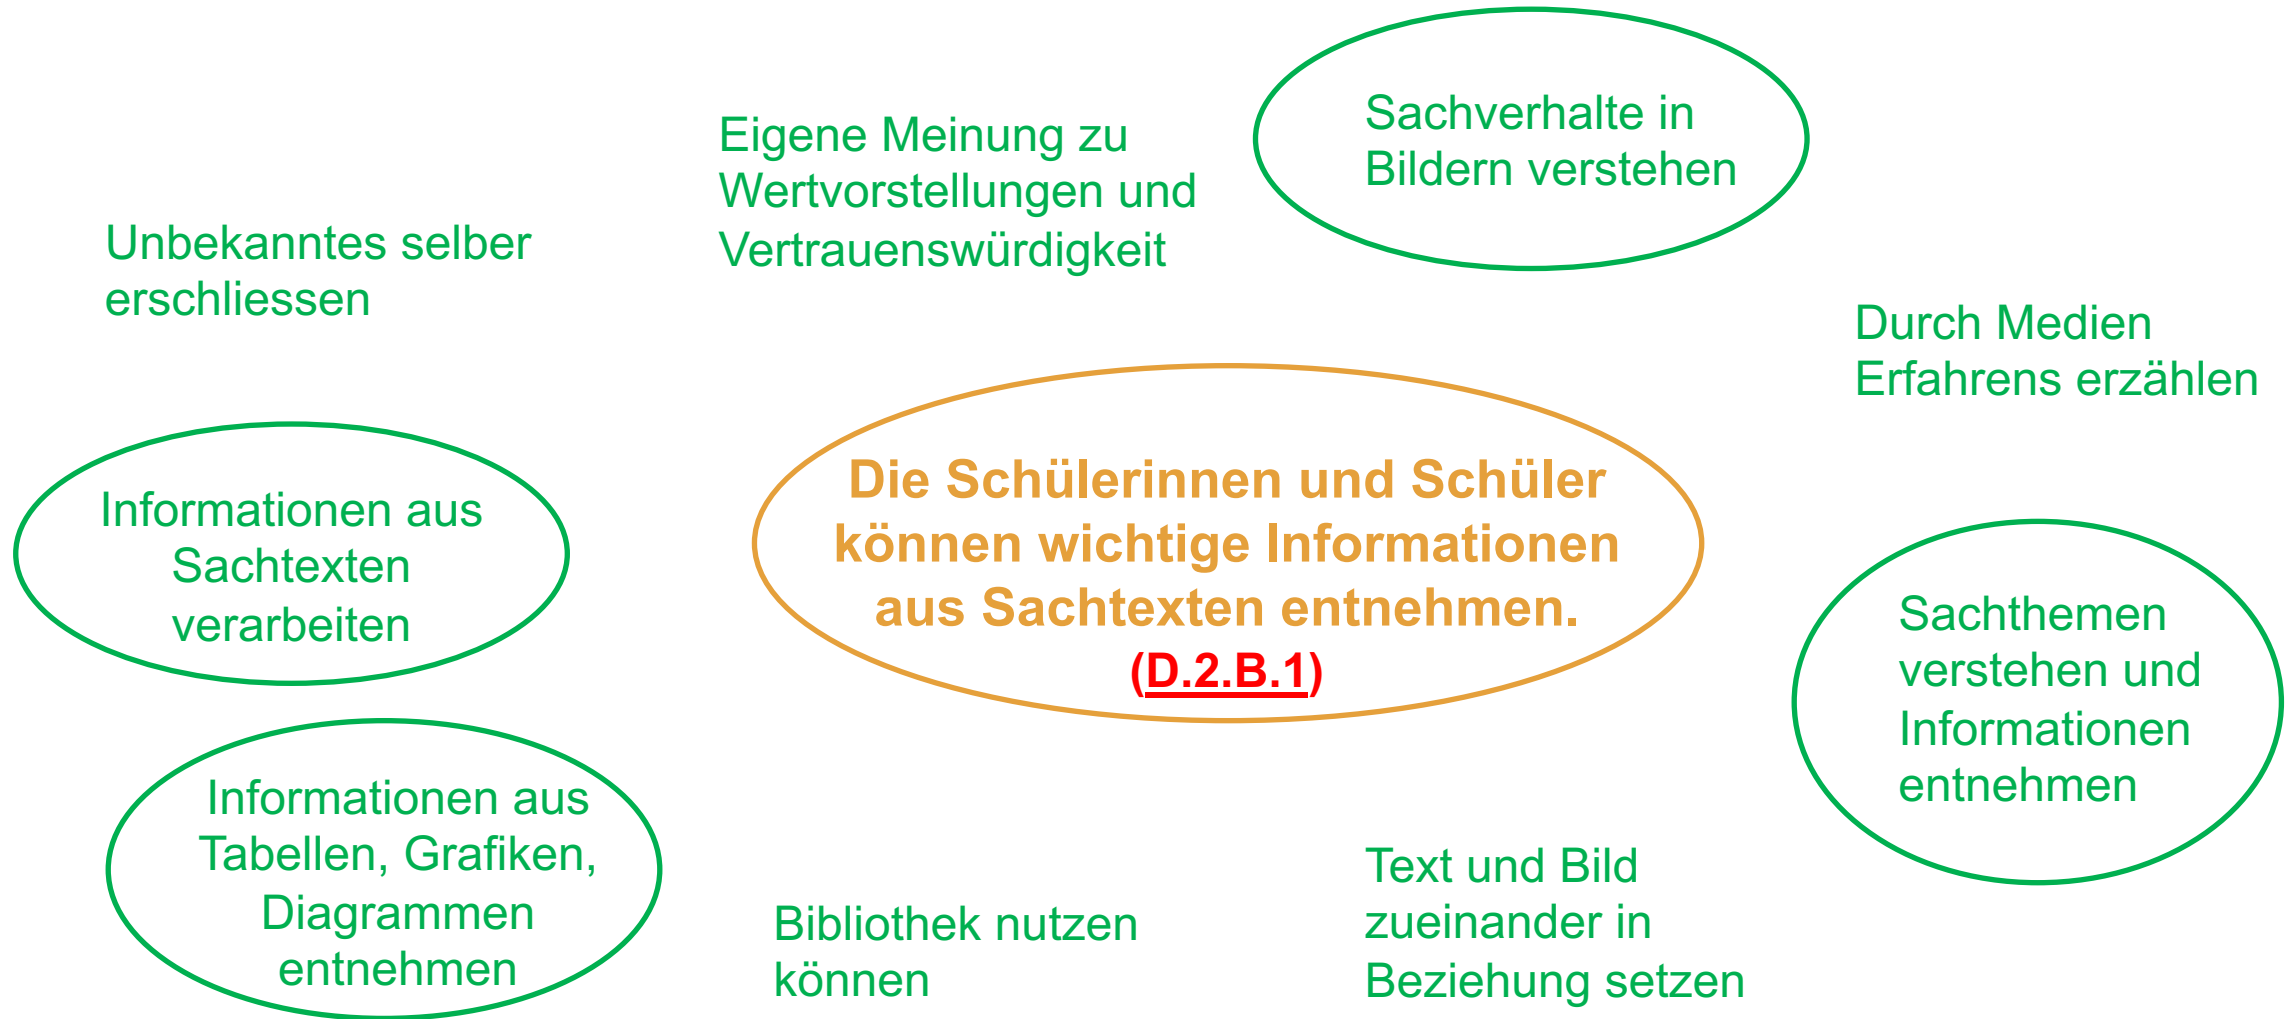 Sachverhalte in
Bildern verstehen
Eigene Meinung zu
Wertvorstellungen und
Vertrauenswürdigkeit
Unbekanntes selber
erschliessen
Durch Medien
Erfahrens erzählen
Die Schülerinnen und Schüler
können wichtige Informationen
aus Sachtexten entnehmen.
(D.2.B.1)
Informationen aus
Sachtexten
verarbeiten
Sachthemen
verstehen und
Informationen
entnehmen
Informationen aus
Tabellen, Grafiken,
Diagrammen
entnehmen
Bibliothek nutzen
können
Text und Bild
zueinander in
Beziehung setzen